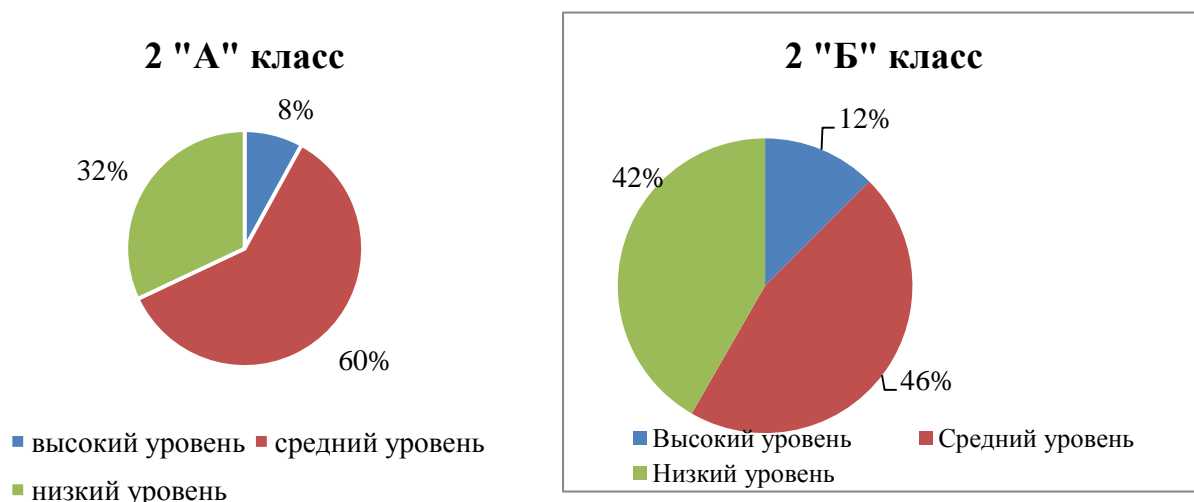 2 "А" класс
8%
32%
60%
высокий уровень средний уровень
низкий уровень
2 "Б" класс
12%
42%
46%
Высокий уровень Средний уровень
Низкий уровень